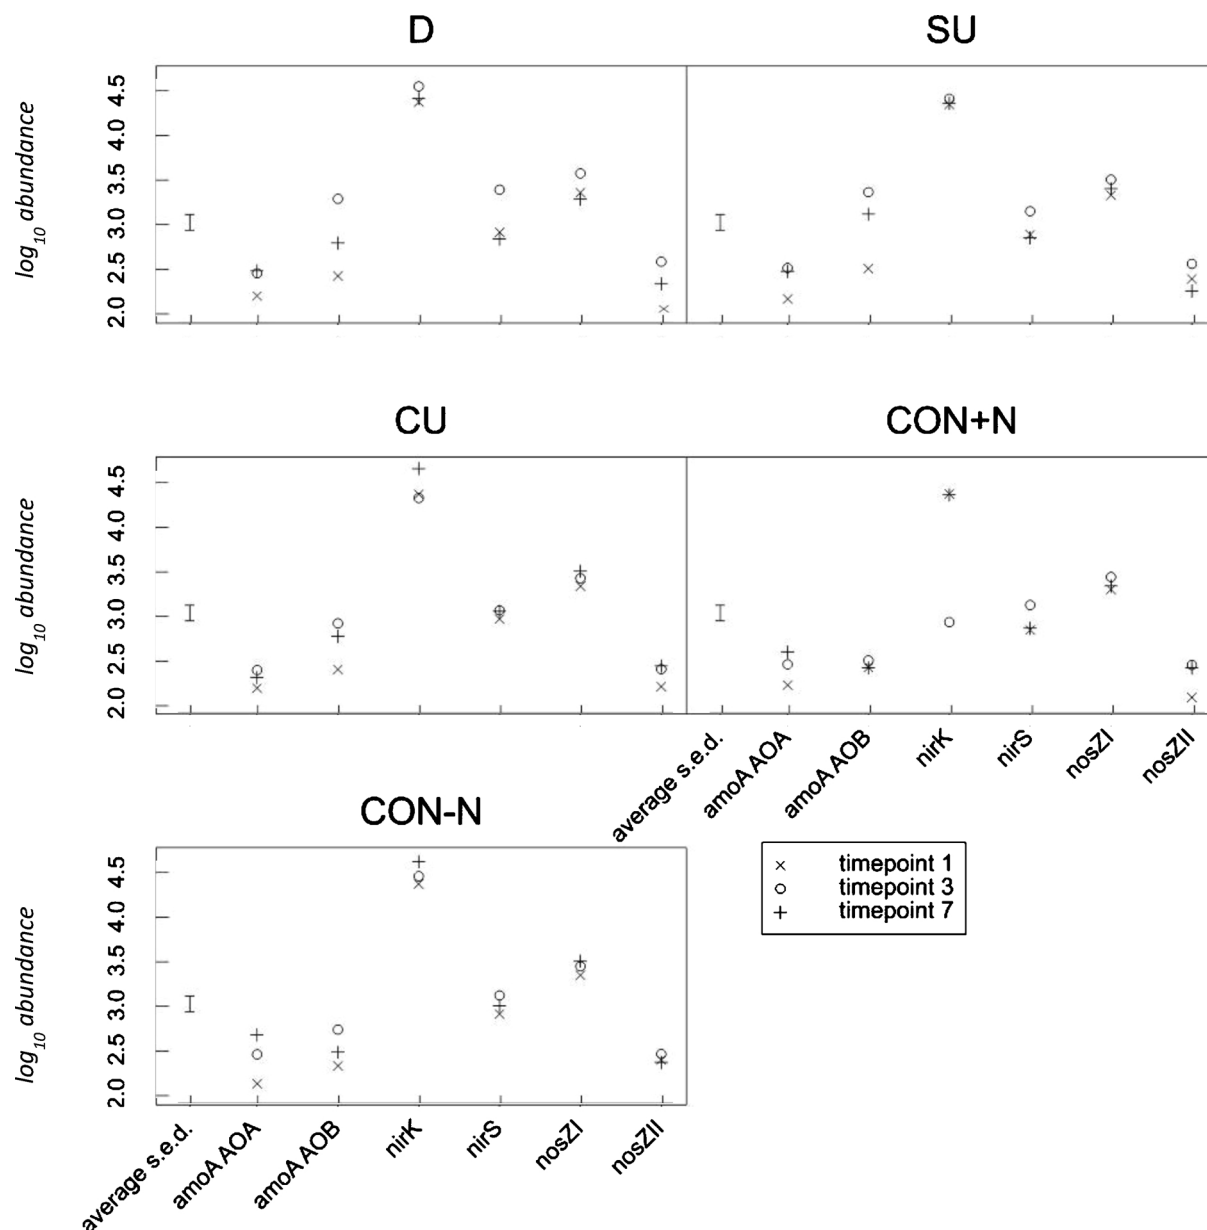 D
SU
log10 abundance
2.0 2.5 3.0 3.5 4.0 4.5
CU
CON+N
log10 abundance
2.0 2.5 3.0 3.5 4.0 4.5
average s.e.d.
amoA AOA
amoA AOB
nirK
nirS
nosZI
nosZII
CON-N
timepoint 1
timepoint 3
timepoint 7
log10 abundance
2.0 2.5 3.0 3.5 4.0 4.5
average s.e.d.
amoA AOA
amoA AOB
nirK
nirS
nosZI
nosZII